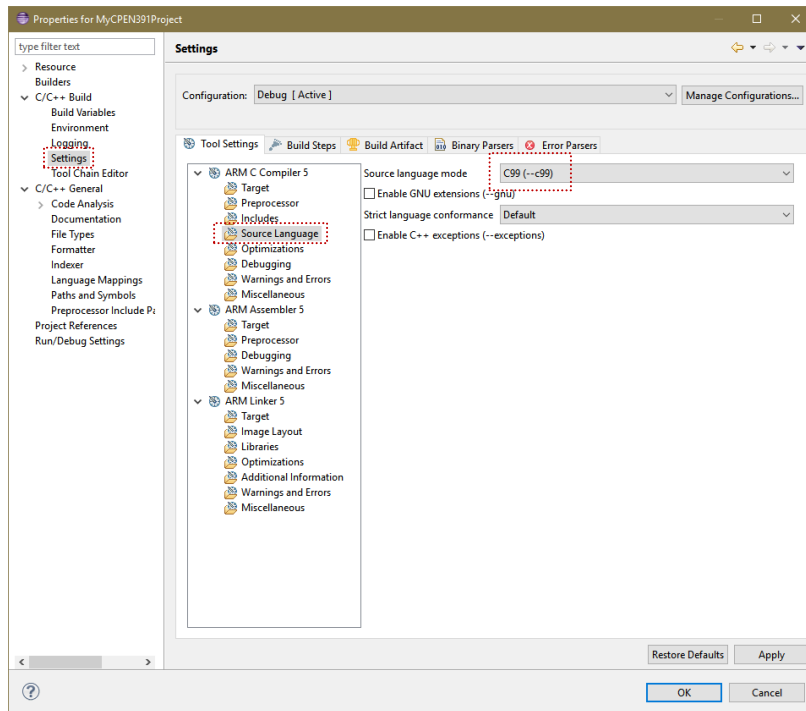 Properties for MyCPEN391Project
type filter text
Settings
Resource
Builders
C/C++ Build
Build Variables
Environment
Logging
Settings
Tool Chain Editor
C/C++ General
Code Analysis
Documentation
File Types
Formatter
Indexer
Language Mappings
Paths and Symbols
Preprocessor Include Pa
Project References
Run/Debug Settings
Configuration: Debug [ Active ]
Manage Configurations...
Tool Settings Build Steps Build Artifact Binary Parsers Error Parsers
ARM C Compiler 5
Target
Preprocessor
Includes
Source Language
Optimizations
Debugging
Warnings and Errors
Miscellaneous
ARM Assembler 5
Target
Preprocessor
Debugging
Warnings and Errors
Miscellaneous
ARM Linker 5
Target
Image Layout
Libraries
Optimizations
Additional Information
Warnings and Errors
Miscellaneous
Source language mode C99 (--c99)
Enable GNU extensions (--gnu)
Strict language conformance Default
Enable C++ exceptions (--exceptions)
Restore Defaults Apply
? OK Cancel